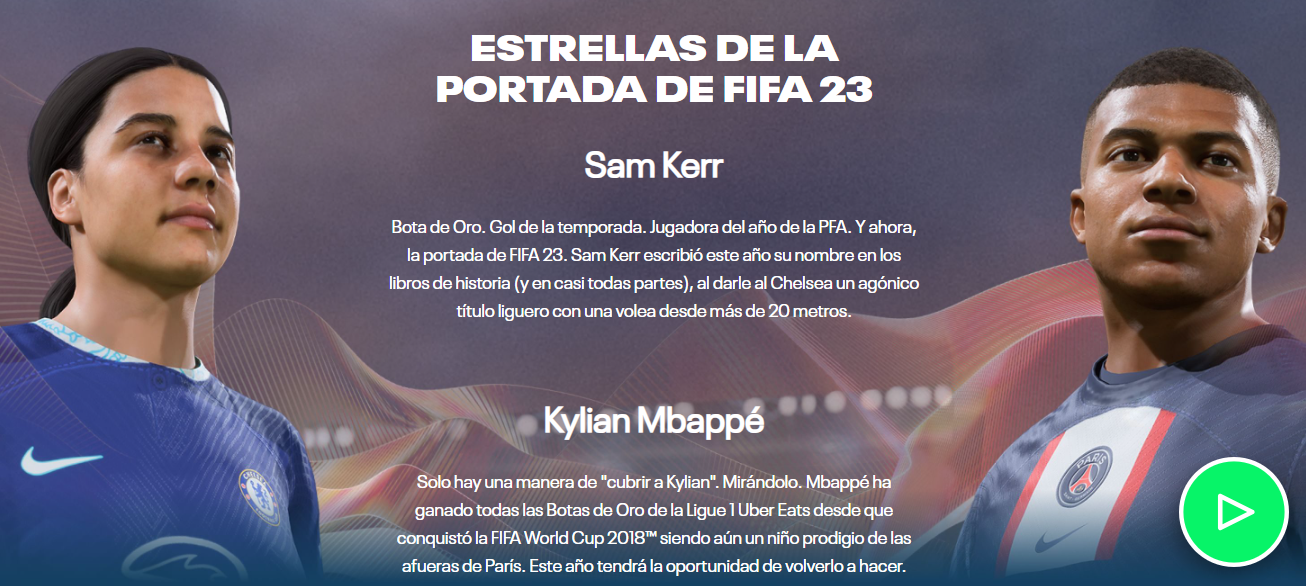 ESTRELLAS DE LA
PORTADA DE FIFA 23
Sam Kerr
Bota de Oro. Gol de la temporada. Jugadora del año de la PFA. Y ahora,
la portada de FIFA 23. Sam Kerr escribió este año su nombre en los
libros de historia (y en casi todas partes), al darle al Chelsea un agónico
título liguero con una volea desde más de 20 metros.
Kylian Mbappé
Solo hay una manera de "cubrir a Kylian". Mirándolo. Mbappé ha
ganado todas las Botas de Oro de la Ligue 1 Uber Eats desde que
conquistó la FIFA World Cup 2018™ siendo aún un niño prodigio de las
afueras de París. Este año tendrá la oportunidad de volverlo a hacer.
CHELSEA
PARIS